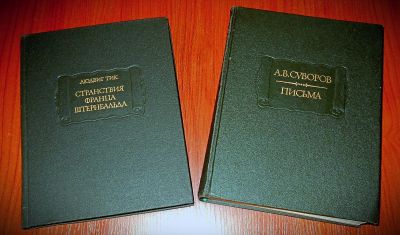 ЛЮДВИГ ТИК
СТРАНСТВИЯ
ФРАНЦА
ШТЕРНБАЛЬДА
А.В.СУВОРОВ
ПИСЬМА